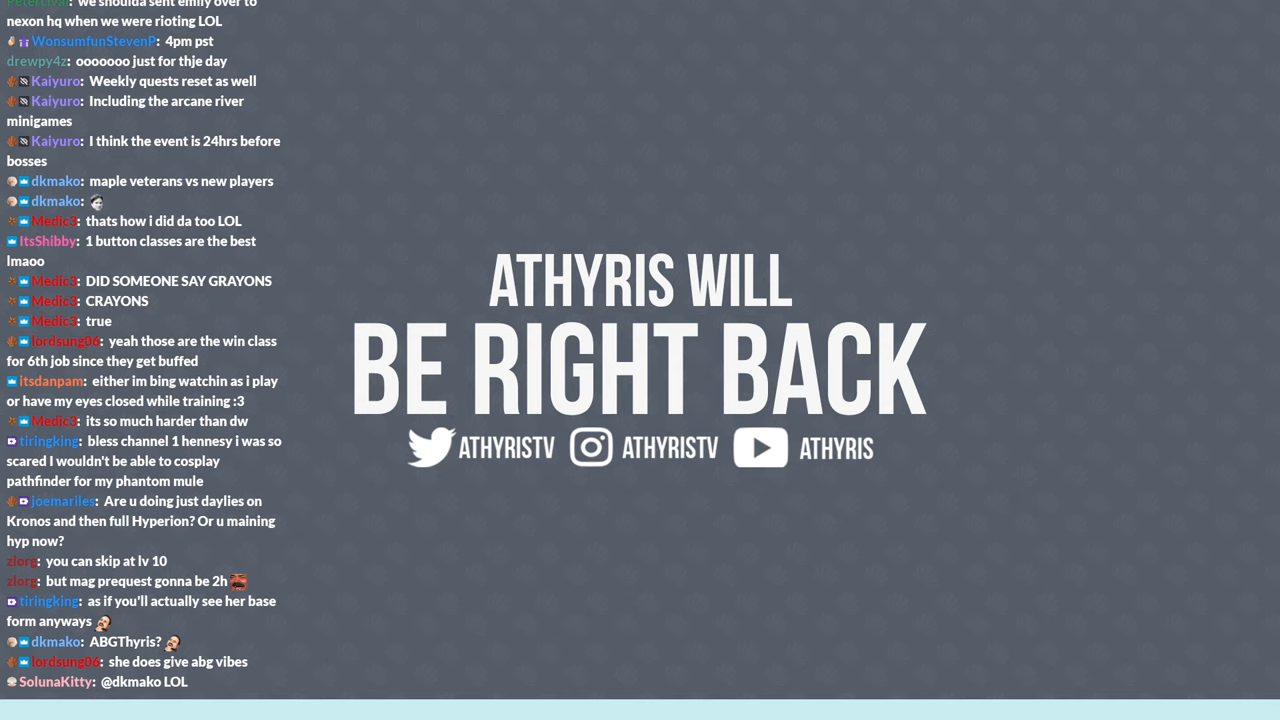 Petercival: we shoulda sent emily over to
nexon hq when we were rioting LOL
WonsumfunStevenP: 4pm pst
drewpy4z: ooooooo just for thje day
Kaiyuro: Weekly quests reset as well
Kaiyuro: Including the arcane river
minigames
Kaiyuro: I think the event is 24hrs before
bosses
dkmako: maple veterans vs new players
dkmako:
Medic3: thats how i did da too LOL
ItsShibby: 1 button classes are the best
lmaoo
Medic3: DID SOMEONE SAY GRAYONS
Medic3: CRAYONS
Medic3: true
lordsung06: yeah those are the win class
for 6th job since they get buffed
itsdanpam: either im bing watchin as i play
or have my eyes closed while training :3
Medic3: its so much harder than dw
tiringking: bless channel 1 hennesy i was so
scared I wouldn't be able to cosplay
pathfinder for my phantom mule
joemariles: Are u doing just daylies on
Kronos and then full Hyperion? Or u maining
hyp now?
zlorg: you can skip at lv 10
zlorg: but mag prequest gonna be 2h
tiringking: as if you'll actually see her base
form anyways
dkmako: ABGThyris?
lordsung06: she does give abg vibes
SolunaKitty: @dkmako LOL
ATHYRIS WILL
BE RIGHT BACK
ATHYRISTV ATHYRISTV ATHYRIS